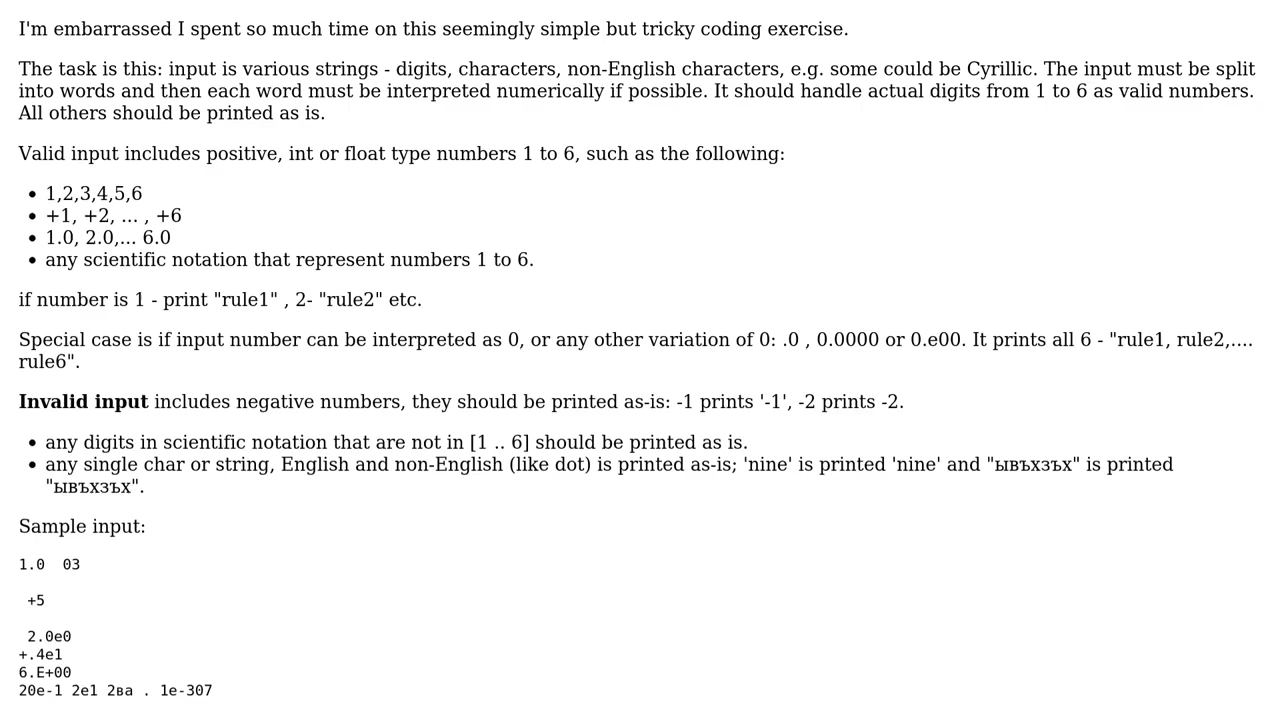 I'm embarrassed I spent so much time on this seemingly simple but tricky coding exercise.
The task is this: input is various strings - digits, characters, non-English characters, e.g. some could be Cyrillic. The input must be split
into words and then each word must be interpreted numerically if possible. It should handle actual digits from 1 to 6 as valid numbers.
All others should be printed as is.
Valid input includes positive, int or float type numbers 1 to 6, such as the following:
• 1,2,3,4,5,6
• +1, +2, ... , +6
• 1.0, 2.0,... 6.0
• any scientific notation that represent numbers 1 to 6.
if number is 1 - print "rule1" , 2- "rule2" etc.
Special case is if input number can be interpreted as 0, or any other variation of 0: .0 , 0.0000 or 0.e00. It prints all 6 - "rule1, rule2,....
rule6".
Invalid input includes negative numbers, they should be printed as-is: -1 prints '-1', -2 prints -2.
• any digits in scientific notation that are not in [1 .. 6] should be printed as is.
• any single char or string, English and non-English (like dot) is printed as-is; 'nine' is printed 'nine' and "ывъхзъх" is printed
"ывъхзъх".
Sample input:
1.0  03
+5
2.0e0
+.4e1
6.E+00
20e-1 2e1 2ва . 1e-307